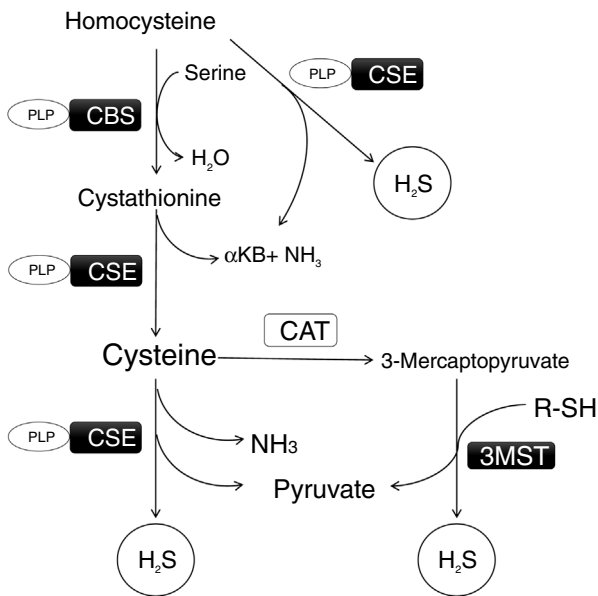 Homocysteine
PLP CBS
Serine
PLP CSE
H₂O
H₂S
Cystathionine
PLP CSE
αKB+ NH₃
CAT
Cysteine
3-Mercaptopyruvate
PLP CSE
R-SH
NH3
3MST
Pyruvate
H₂S
H₂S